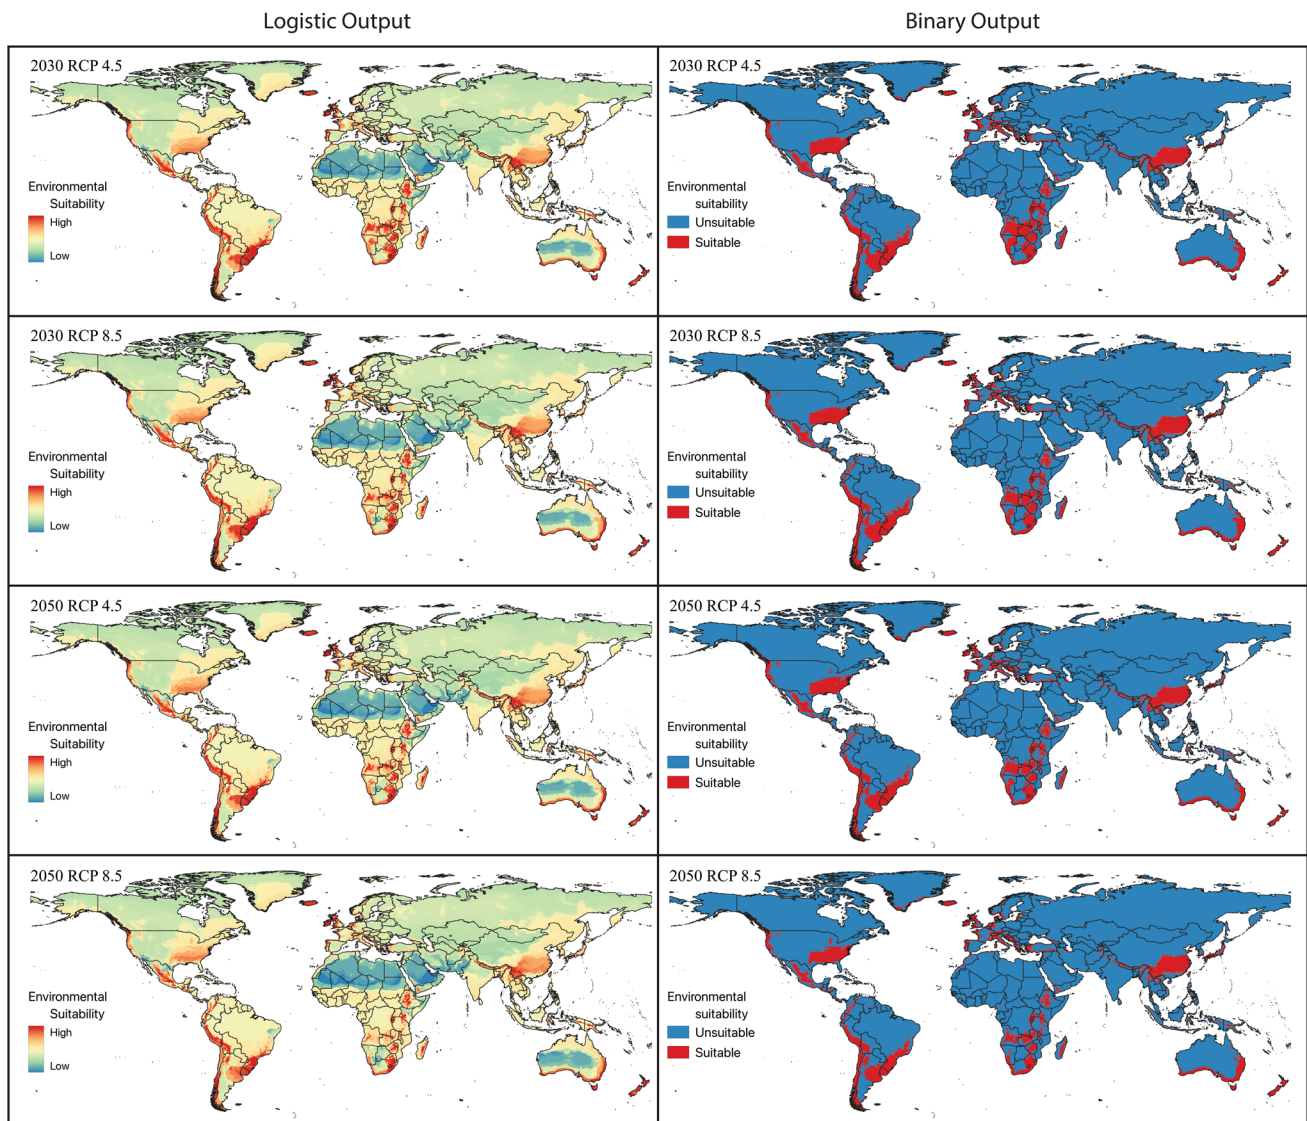 Logistic Output
Binary Output
2030 RCP 4.5
Environmental
Suitability
High
Low
2030 RCP 4.5
Environmental
suitability
Unsuitable
Suitable
2030 RCP 8.5
Environmental
Suitability
High
Low
2030 RCP 8.5
Environmental
suitability
Unsuitable
Suitable
2050 RCP 4.5
Environmental
Suitability
High
Low
2050 RCP 4.5
Environmental
suitability
Unsuitable
Suitable
2050 RCP 8.5
Environmental
Suitability
High
Low
2050 RCP 8.5
Environmental
suitability
Unsuitable
Suitable